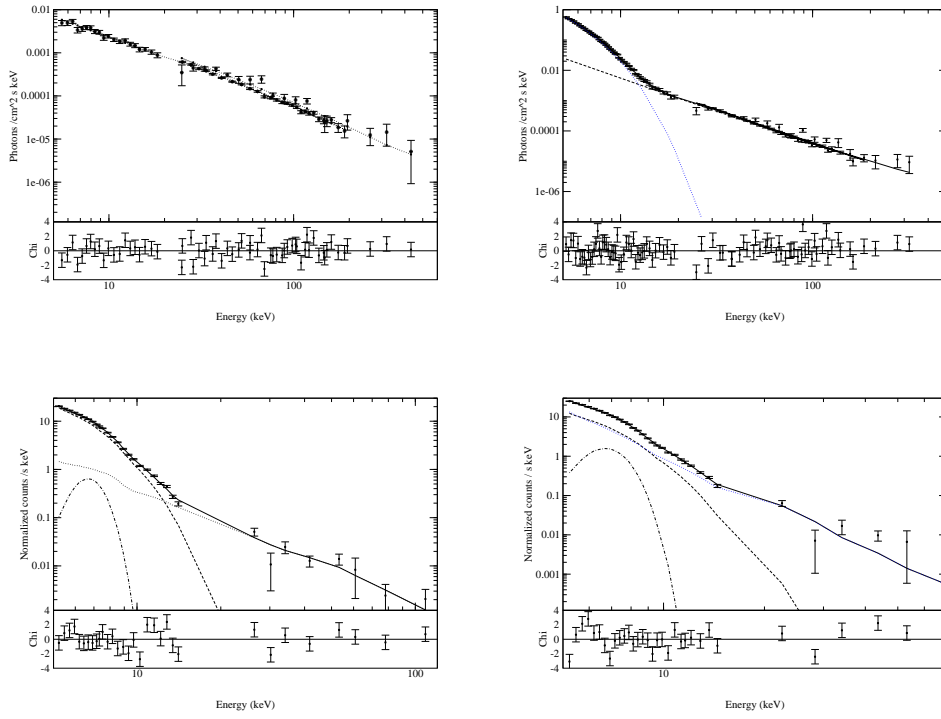 0.01
0.001
0.0001
1e-05
1e-06
Photons /cm^2 s keV
4
2
0
-2
-4
Chi
10
100
Energy (keV)
1
0.01
0.0001
1e-06
Photons /cm^2 s keV
4
2
0
-2
-4
Chi
10
100
Energy (keV)
10
1
0.1
0.01
Normalized counts / s keV
4
2
0
-2
-4
Chi
10
100
Energy (keV)
10
1
0.1
0.01
0.001
Normalized counts / s keV
4
2
0
-2
-4
Chi
10
Energy (keV)